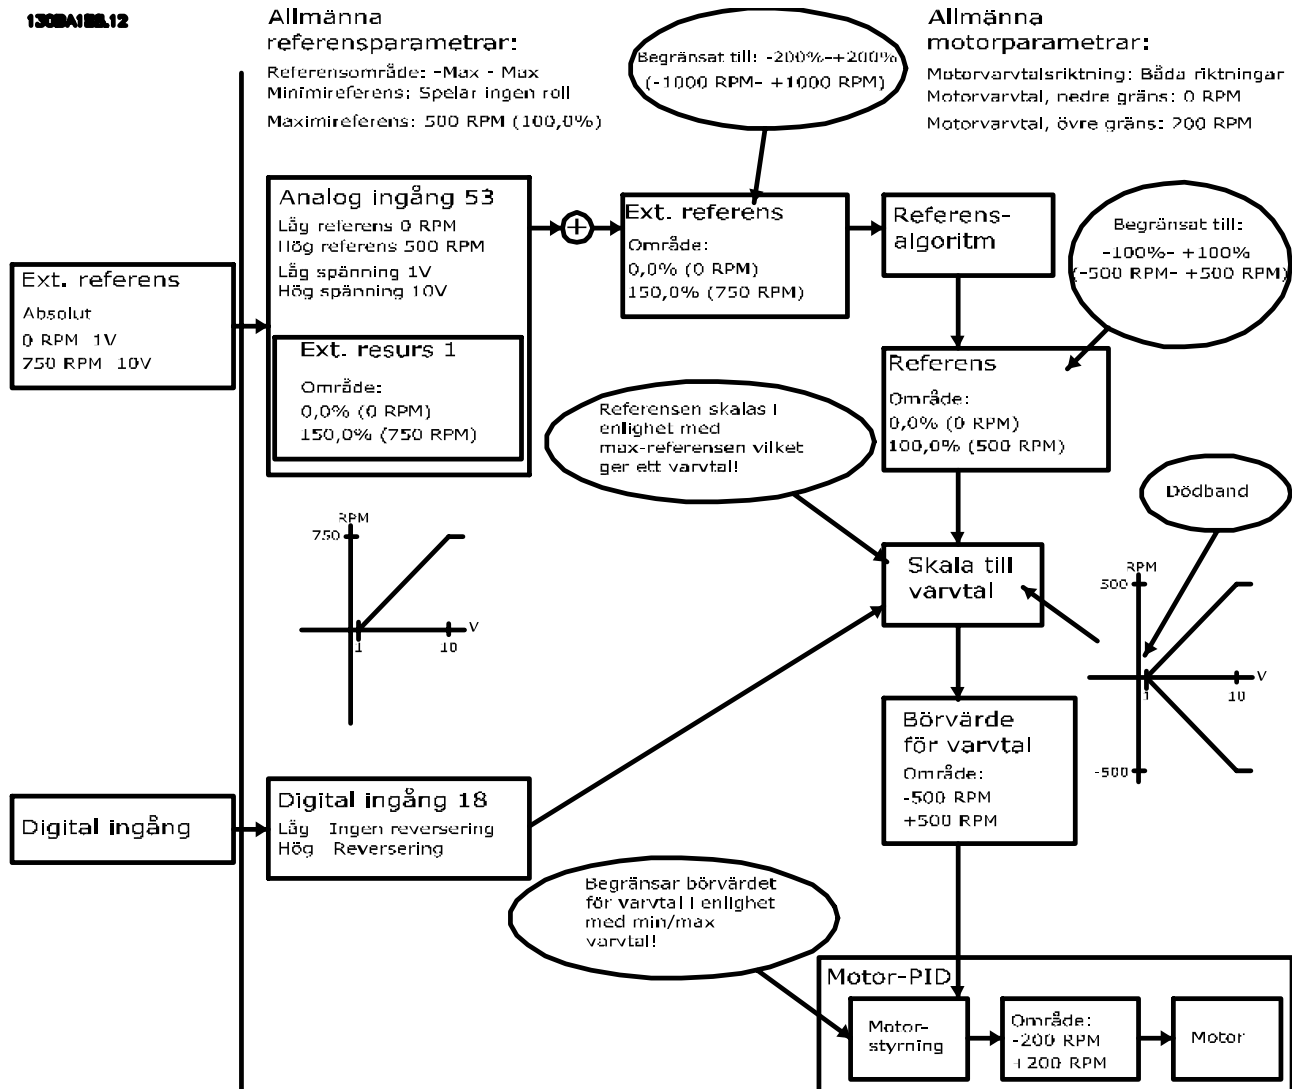 130BA188.12
Allmänna
referensparametrar:
Referensområde: -Max - Max
Minimireferens: Spelar ingen roll
Maximireferens: 500 RPM (100,0%)
Begränsat till: -200%-+200%
(-1000 RPM- +1000 RPM)
Allmänna
motorparametrar:
Motorvarvtalsriktning: Båda riktningar
Motorvarvtal, nedre gräns: 0 RPM
Motorvarvtal, övre gräns: 200 RPM
Ext. referens
Absolut
0 RPM 1V
750 RPM 10V
Analog ingång 53
Låg referens 0 RPM
Hög referens 500 RPM
Låg spänning 1V
Hög spänning 10V
Ext. resurs 1
Område:
0,0% (0 RPM)
150,0% (750 RPM)
+
Ext. referens
Område:
0,0% (0 RPM)
150,0% (750 RPM)
Referens-
algoritm
Begränsat till:
-100%- +100%
(-500 RPM- +500 RPM)
Referens
Område:
0,0% (0 RPM)
100,0% (500 RPM)
Referensen skalas i
enlighet med
max-referensen vilket
ger ett varvtal!
Dödband
RPM
750
V
1
10
Skala till
varvtal
RPM
500
V
1
10
-500
Börvärde
för varvtal
Område:
-500 RPM
+500 RPM
Digital ingång
Digital ingång 18
Låg Ingen reversering
Hög Reversering
Begränsar börvärdet
för varvtal i enlighet
med min/max
varvtal!
Motor-PID
Motor-
styrning
Område:
-200 RPM
+200 RPM
Motor